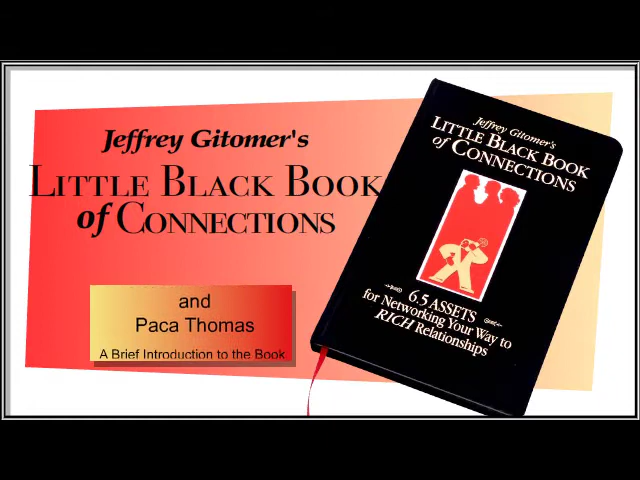 Jeffrey Gitomer's
LITTLE BLACK BOOK
of CONNECTIONS
and
Paca Thomas
A Brief Introduction to the Book
Jeffrey Gitomer's
LITTLE BLACK BOOK
of CONNECTIONS
6.5 ASSETS
for Networking Your Way to
RICH Relationships